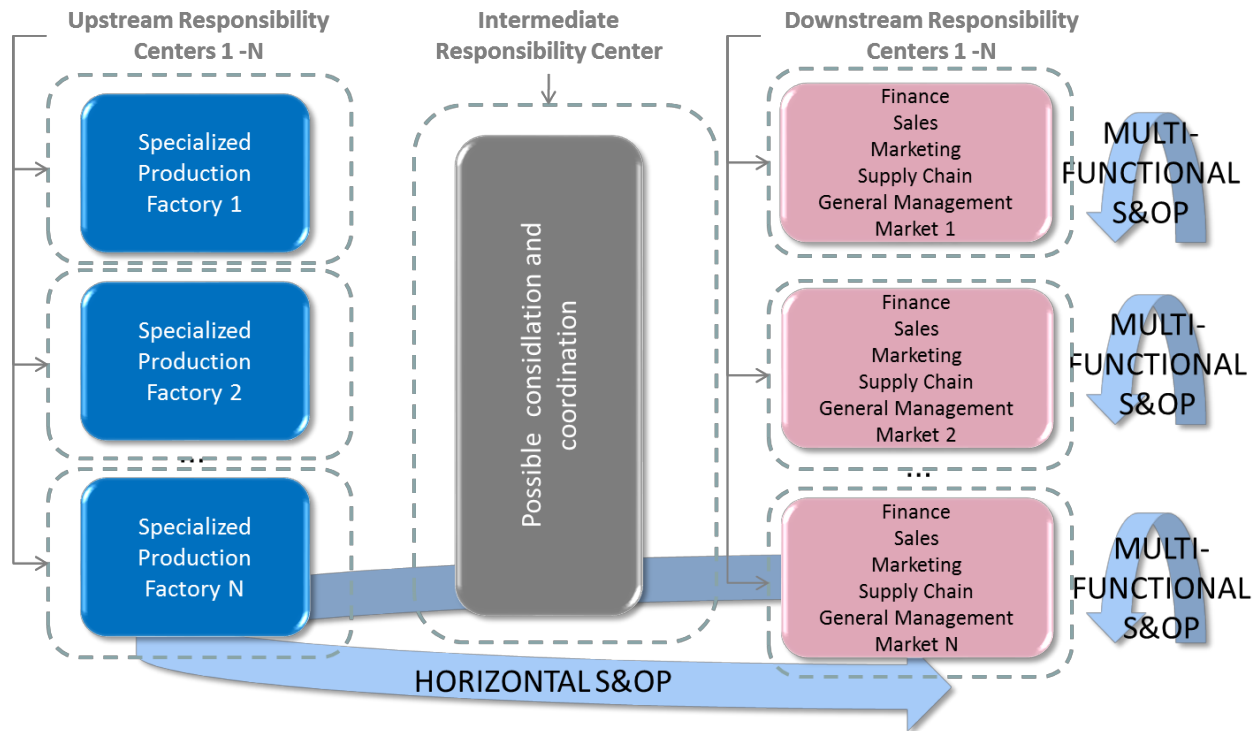 Upstream Responsibility
Centers 1 -N
Intermediate
Responsibility Center
Downstream Responsibility
Centers 1 -N
Specialized
Production
Factory 1
Specialized
Production
Factory 2
...
Specialized
Production
Factory N
Possible considlation and
coordination
Finance
Sales
Marketing
Supply Chain
General Management
Market 1
MULTI-
FUNCTIONAL
S&OP
Finance
Sales
Marketing
Supply Chain
General Management
Market 2
MULTI-
FUNCTIONAL
S&OP
...
Finance
Sales
Marketing
Supply Chain
General Management
Market N
MULTI-
FUNCTIONAL
S&OP
HORIZONTAL S&OP